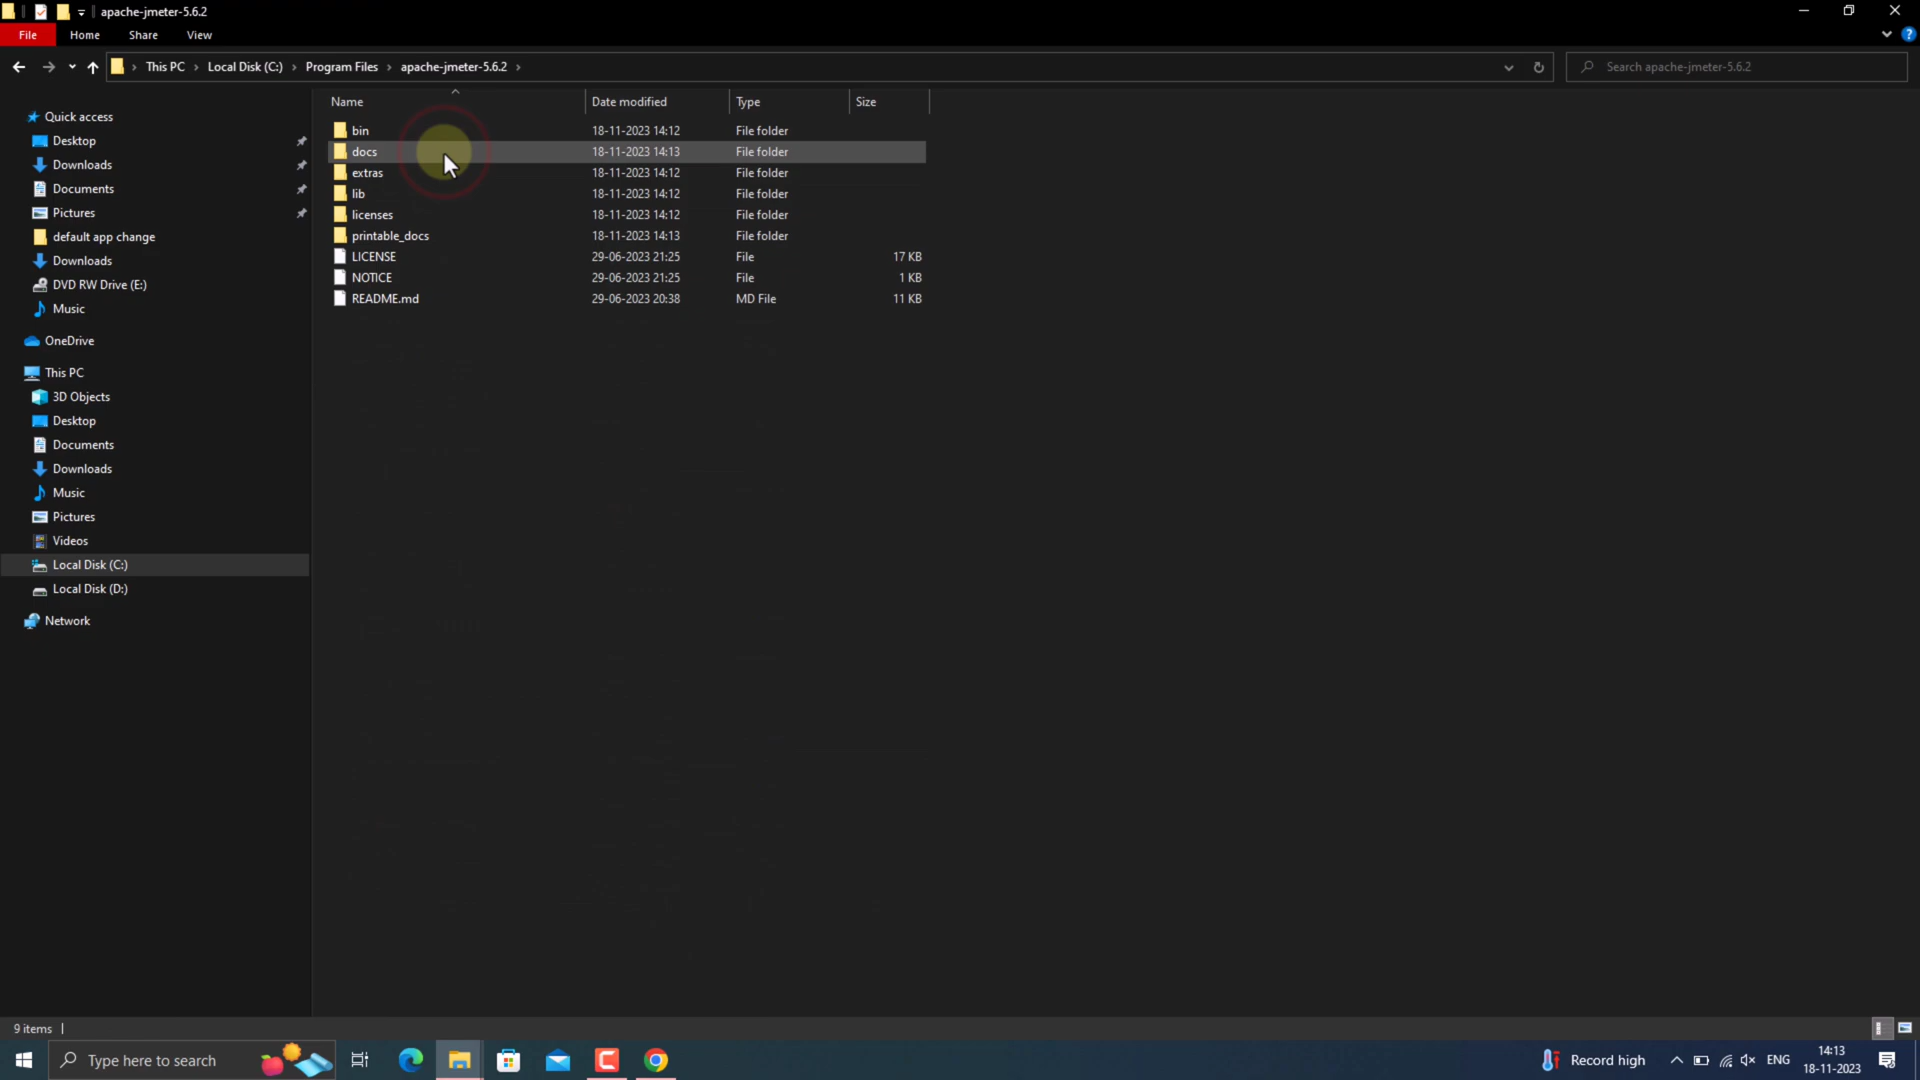 apache-jmeter-5.6.2
File Home Share View
This PC Local Disk (C:) Program Files apache-jmeter-5.6.2
Search apache-jmeter-5.6.2
Name Date modified Type Size
Quick access
Desktop
Downloads
Documents
Pictures
default app change
Downloads
DVD RW Drive (E:)
Music
OneDrive
This PC
3D Objects
Desktop
Documents
Downloads
Music
Pictures
Videos
Local Disk (C:)
Local Disk (D:)
Network
bin 18-11-2023 14:12 File folder
docs 18-11-2023 14:13 File folder
extras 18-11-2023 14:12 File folder
lib 18-11-2023 14:12 File folder
licenses 18-11-2023 14:12 File folder
printable_docs 18-11-2023 14:13 File folder
LICENSE 29-06-2023 21:25 File 17 KB
NOTICE 29-06-2023 21:25 File 1 KB
README.md 29-06-2023 20:38 MD File 11 KB
9 items
Type here to search
Record high
ENG
14:13
18-11-2023